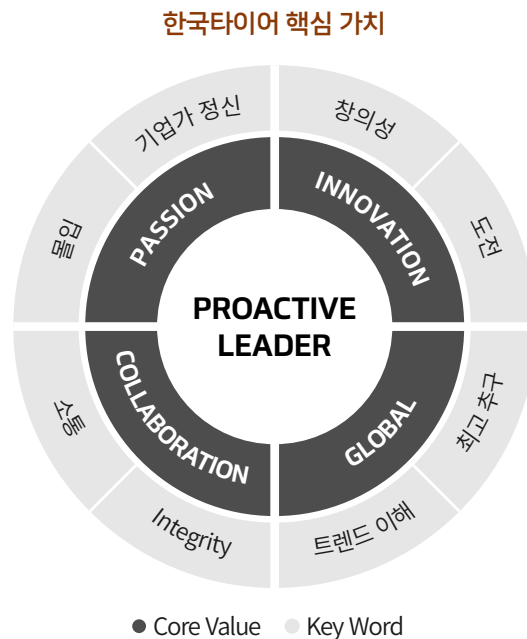 한국타이어 핵심 가치
기업가 정신
창의성
몰입
PASSION
INNOVATION
도전
PROACTIVE
LEADER
소통
COLLABORATION
GLOBAL
최고 추구
Integrity
트렌드 이해
Core Value
Key Word